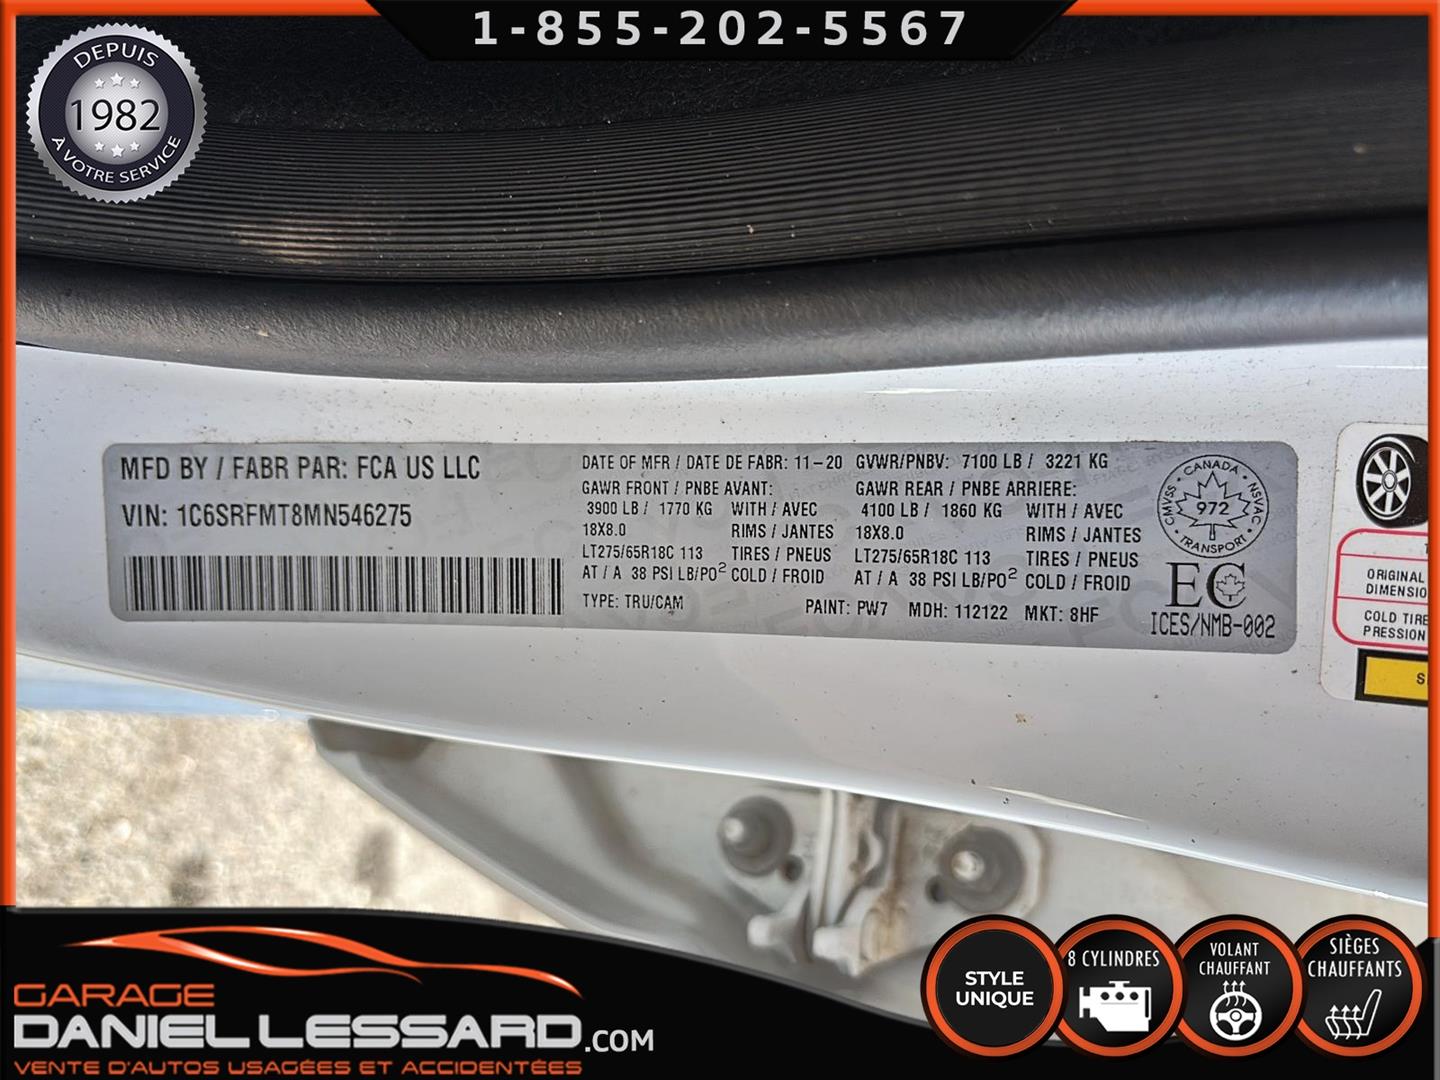 1-855-202-5567
DEPUIS
1982
À VOTRE SERVICE
MFD BY / FABR PAR: FCA US LLC
VIN: 1C6SRFMT8MN546275
DATE OF MFR / DATE DE FABR: 11-20
GVWR/PNBV: 7100 LB / 3221 KG
GAWR FRONT / PNBE AVANT:
3900 LB / 1770 KG WITH / AVEC
18X8.0 RIMS / JANTES
LT275/65R18C 113 TIRES / PNEUS
AT / A 38 PSI LB/PO2 COLD / FROID
GAWR REAR / PNBE ARRIERE:
4100 LB / 1860 KG WITH / AVEC
18X8.0 RIMS / JANTES
LT275/65R18C 113 TIRES / PNEUS
AT / A 38 PSI LB/PO2 COLD / FROID
TYPE: TRU/CAM
PAINT: PW7 MDH: 112122 MKT: 8HF
CANADA
CMVSS
NSVAC
972
TRANSPORT
EC
ICES/NMB-002
ORIGINAL
COLD
PRESSION
STYLE
UNIQUE
8 CYLINDRES
VOLANT
CHAUFFANT
SIÈGES
CHAUFFANTS
GARAGE
DANIEL LESSARD.COM
VENTE D'AUTOS USAGÉES ET ACCIDENTÉES